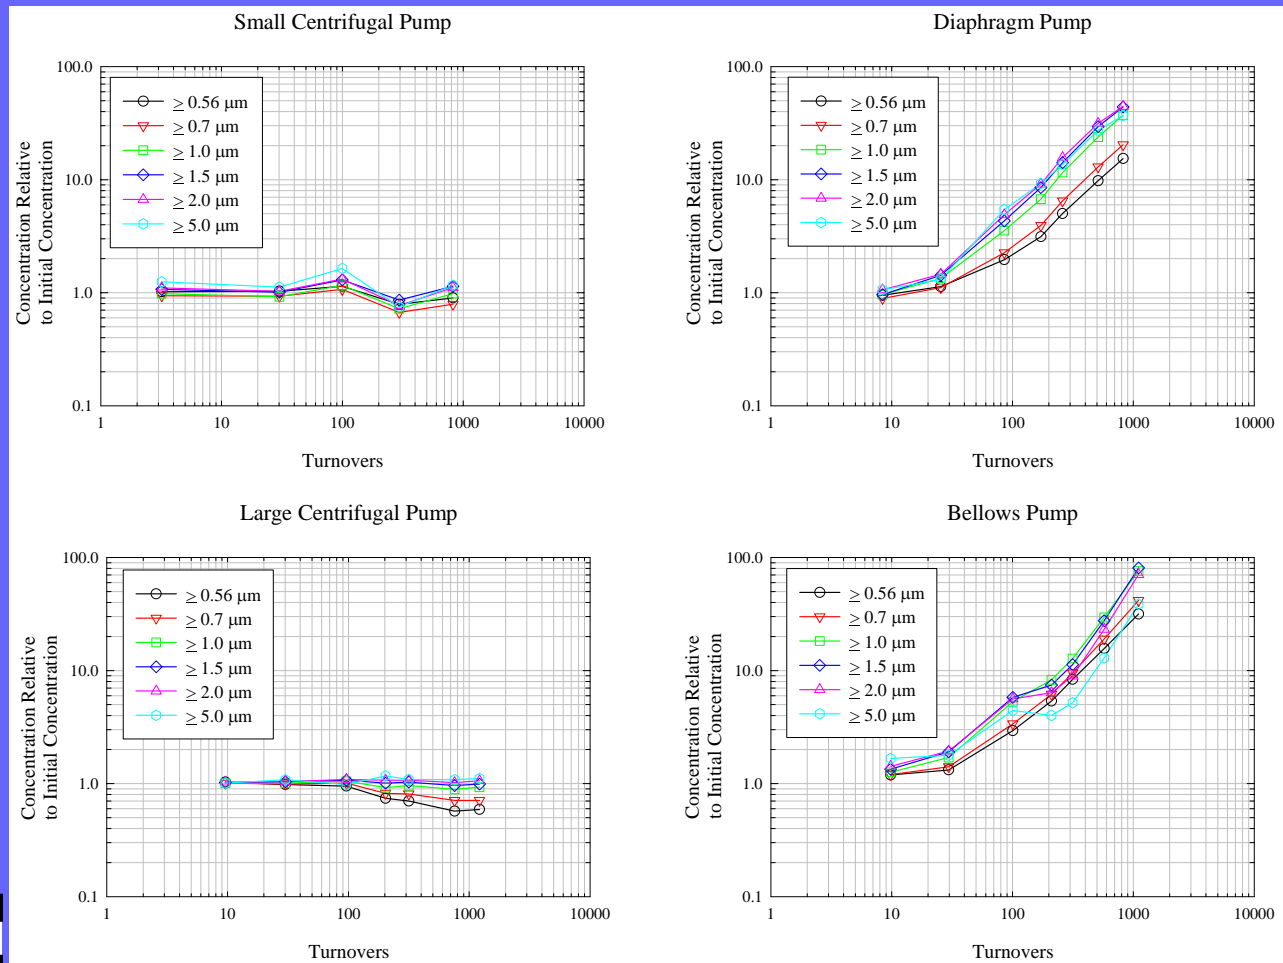 Small Centrifugal Pump
Concentration Relative
to Initial Concentration
100.0
10.0
1.0
0.1
≥ 0.56 µm
≥ 0.7 µm
≥ 1.0 µm
≥ 1.5 µm
≥ 2.0 µm
≥ 5.0 µm
1 10 100 1000 10000
Turnovers
Diaphragm Pump
Concentration Relative
to Initial Concentration
100.0
10.0
1.0
0.1
≥ 0.56 µm
≥ 0.7 µm
≥ 1.0 µm
≥ 1.5 µm
≥ 2.0 µm
≥ 5.0 µm
1 10 100 1000 10000
Turnovers
Large Centrifugal Pump
Concentration Relative
to Initial Concentration
100.0
10.0
1.0
0.1
≥ 0.56 µm
≥ 0.7 µm
≥ 1.0 µm
≥ 1.5 µm
≥ 2.0 µm
≥ 5.0 µm
1 10 100 1000 10000
Turnovers
Bellows Pump
Concentration Relative
to Initial Concentration
100.0
10.0
1.0
0.1
≥ 0.56 µm
≥ 0.7 µm
≥ 1.0 µm
≥ 1.5 µm
≥ 2.0 µm
≥ 5.0 µm
1 10 100 1000 10000
Turnovers